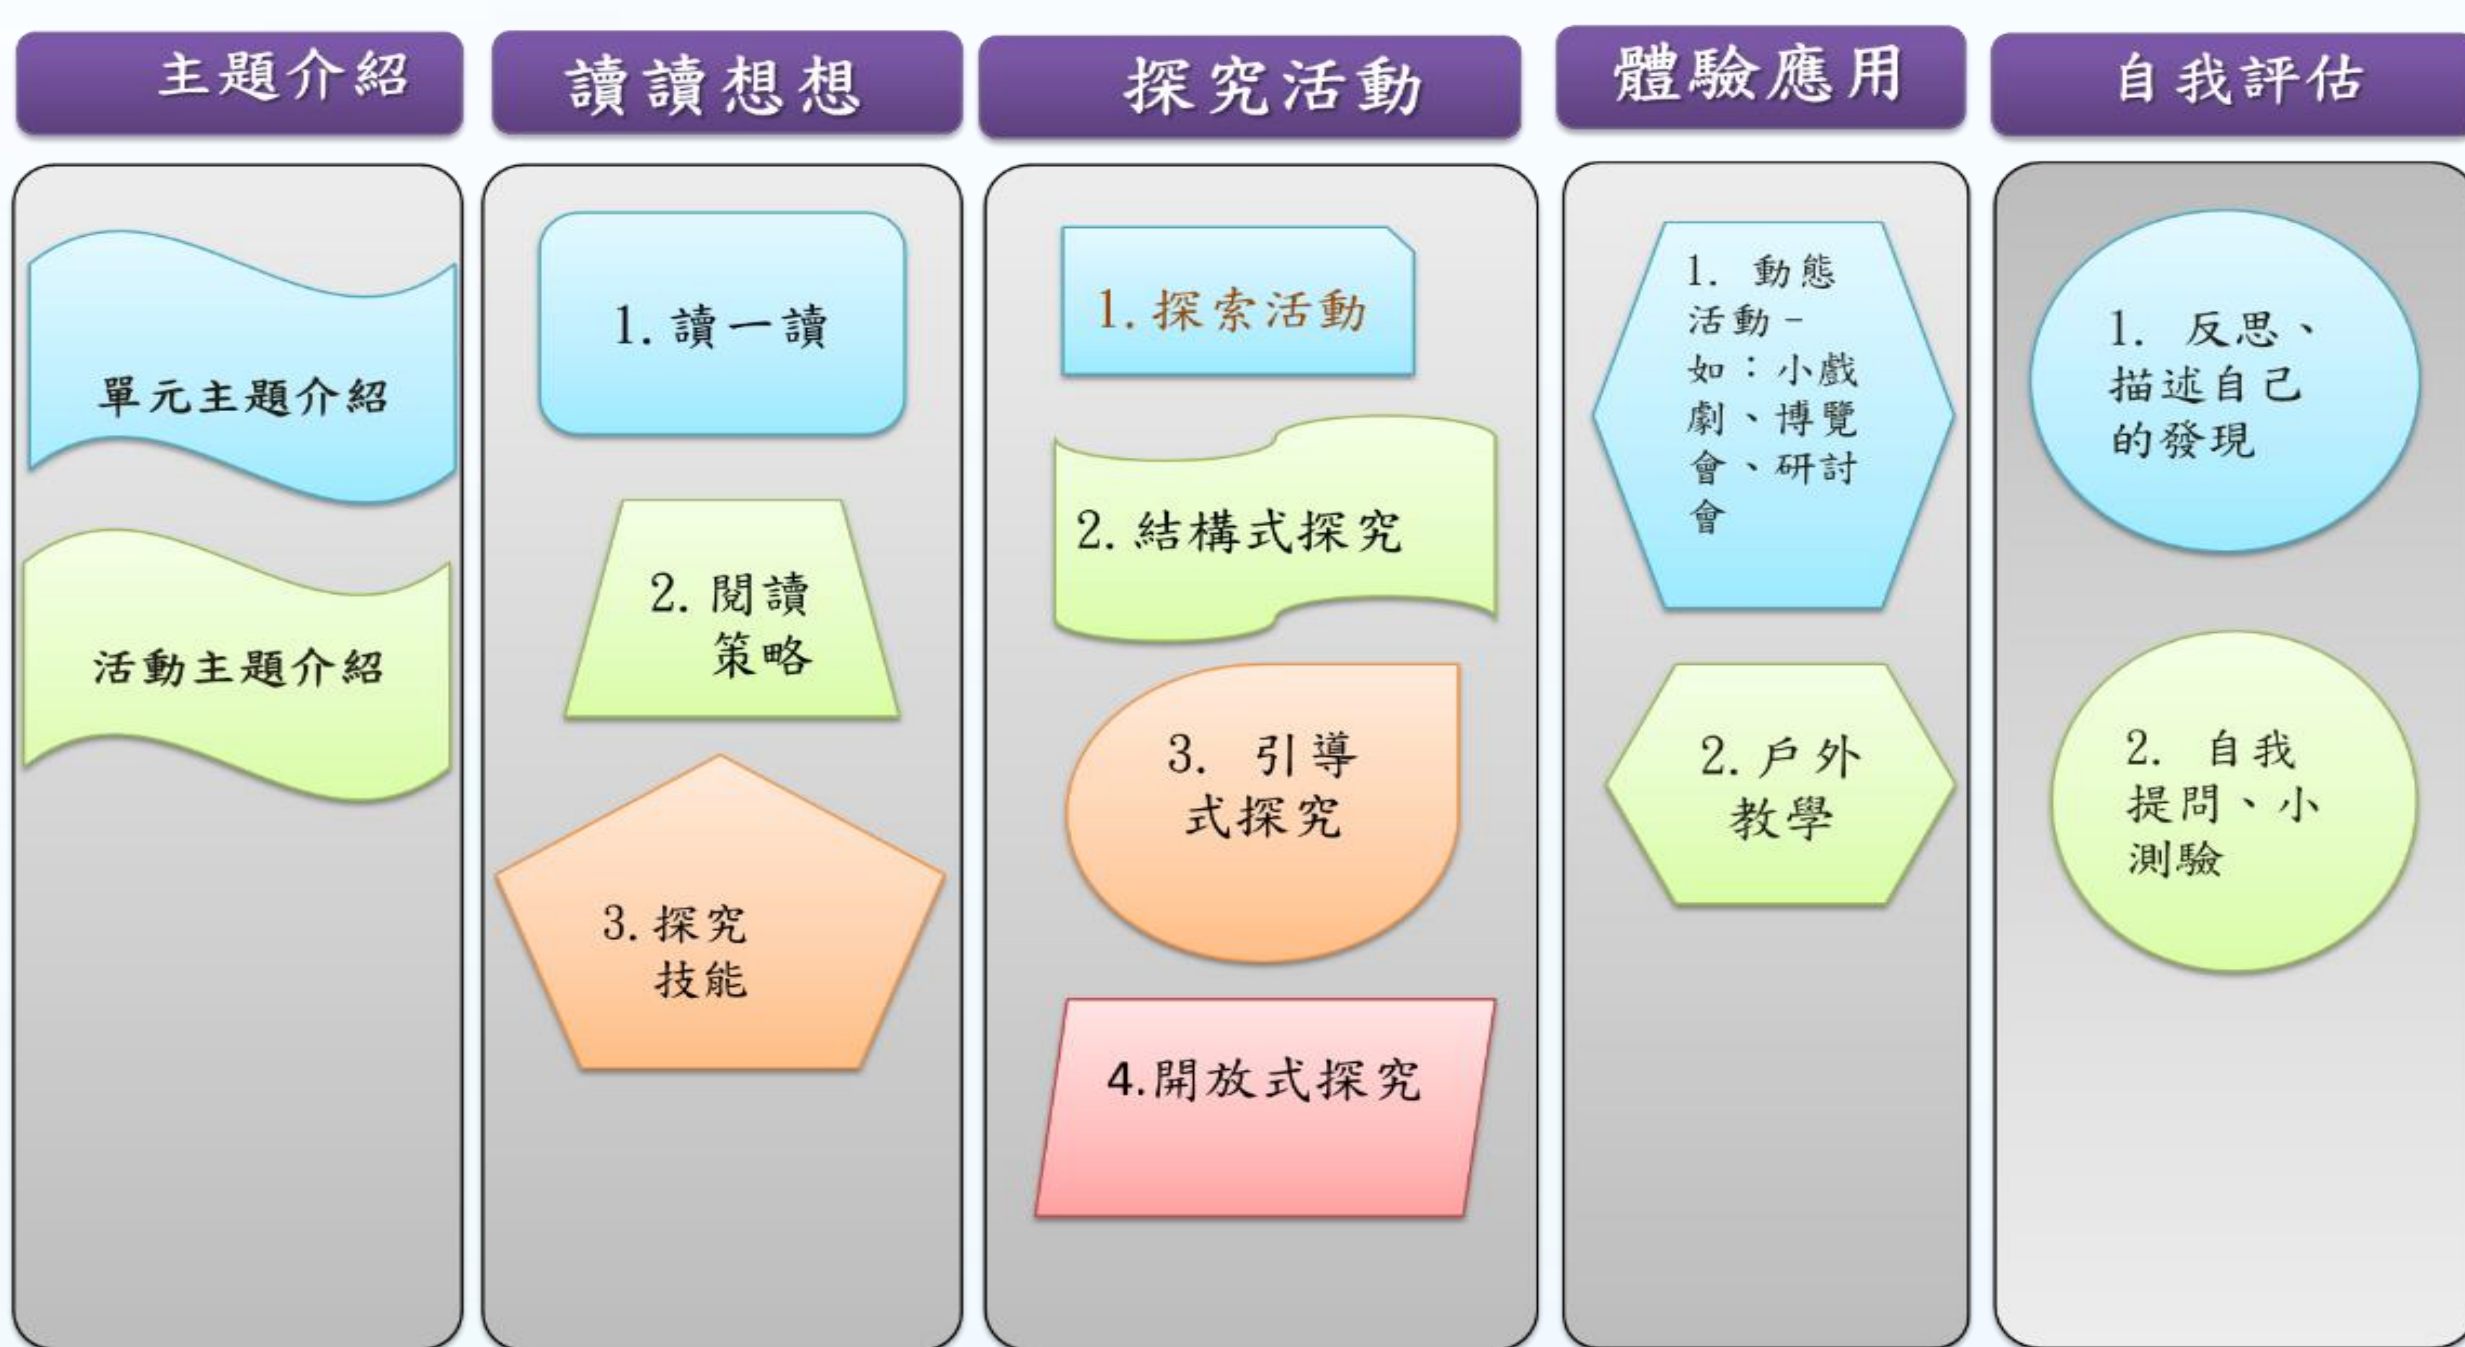 主題介紹
單元主題介紹
活動主題介紹
讀讀想想
1. 讀一讀
2. 閱讀
策略
3. 探究
技能
探究活動
1. 探索活動
2. 結構式探究
3. 引導
式探究
4.開放式探究
體驗應用
1. 動態
活動-
如：小戲
劇、博覽
會、研討
會
2. 戶外
教學
自我評估
1. 反思、
描述自己
的發現
2. 自我
提問、小
測驗